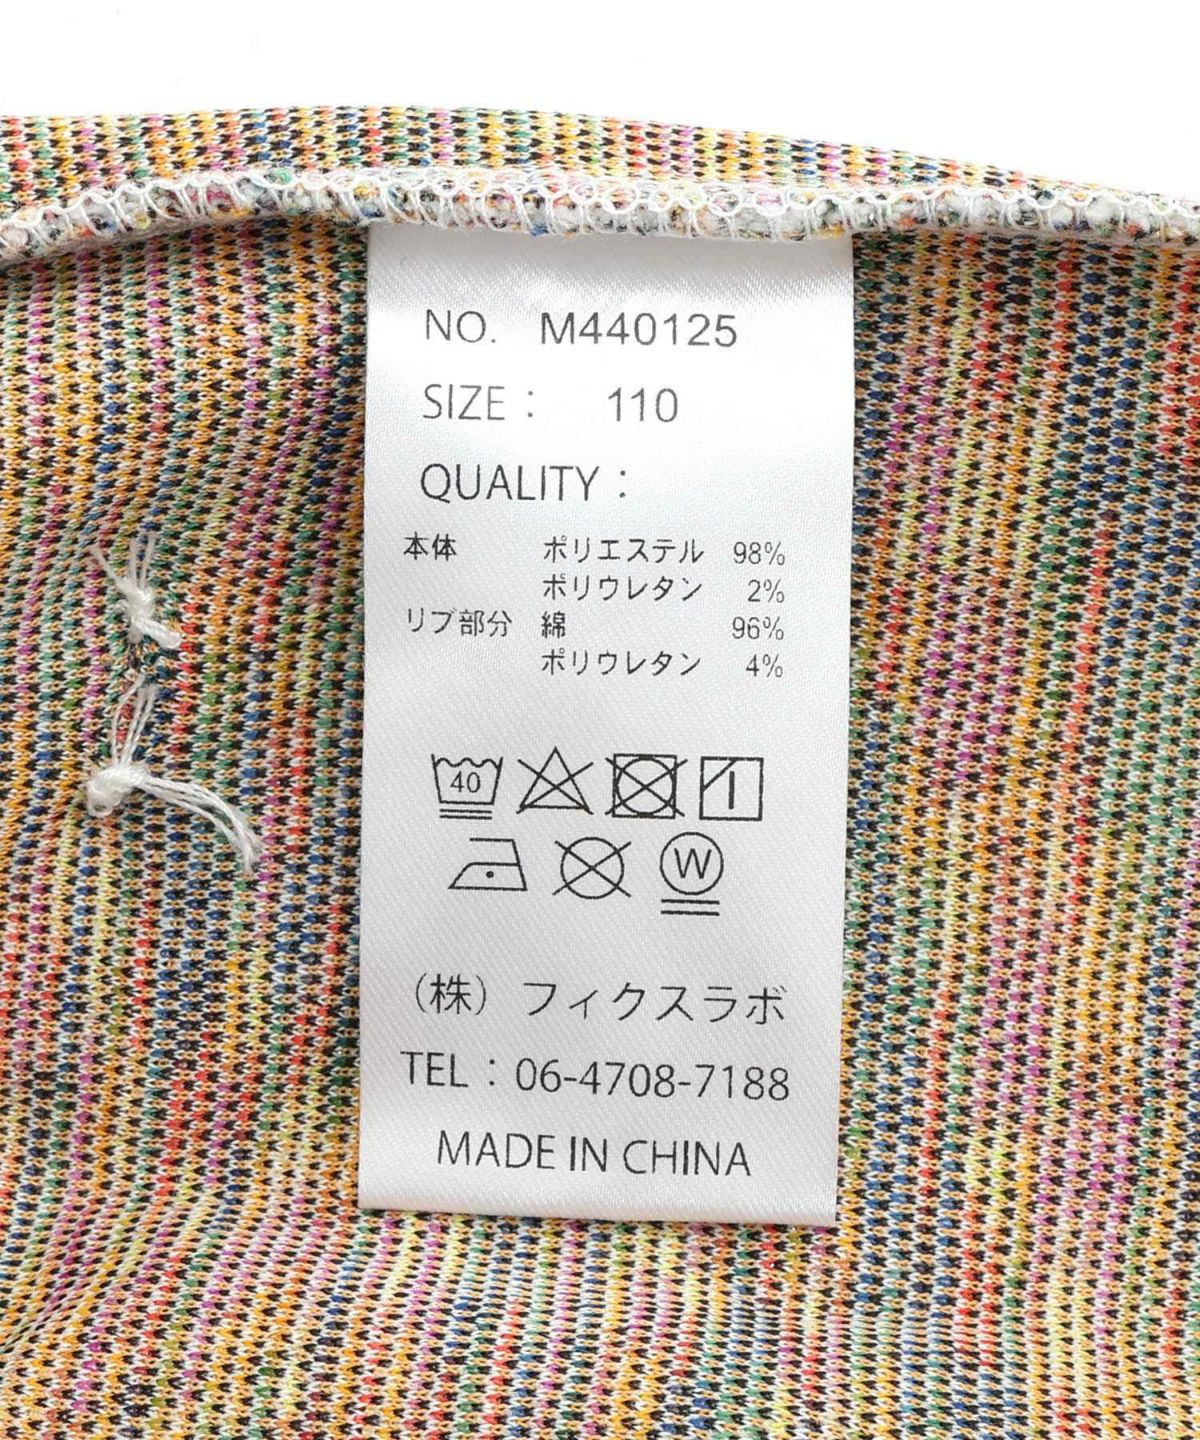 NO. M440125
SIZE： 110
QUALITY：
本体 ポリエステル 98%
ポリウレタン 2%
リブ部分 綿 96%
ポリウレタン 4%
40
W
（株）フィクスラボ
TEL：06-4708-7188
MADE IN CHINA